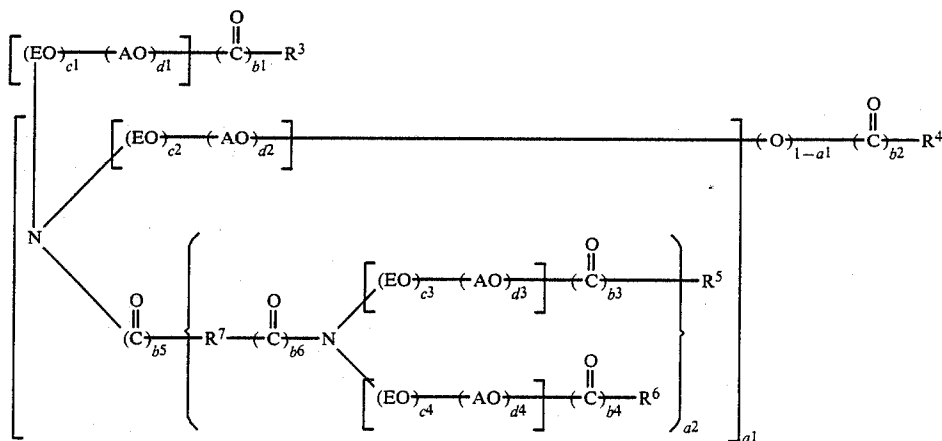 O
[(EO)c1—(AO)d1]—(C)b1—R³
O
[(EO)c2—(AO)d2]—(O)1−a1—(C)b2—R⁴
N
O
[(EO)c3—(AO)d3]—(C)b3—R⁵
O O
(C)b5—R⁷—(C)b6—N
O
[(EO)c4—(AO)d4]—(C)b4—R⁶
a2
a1